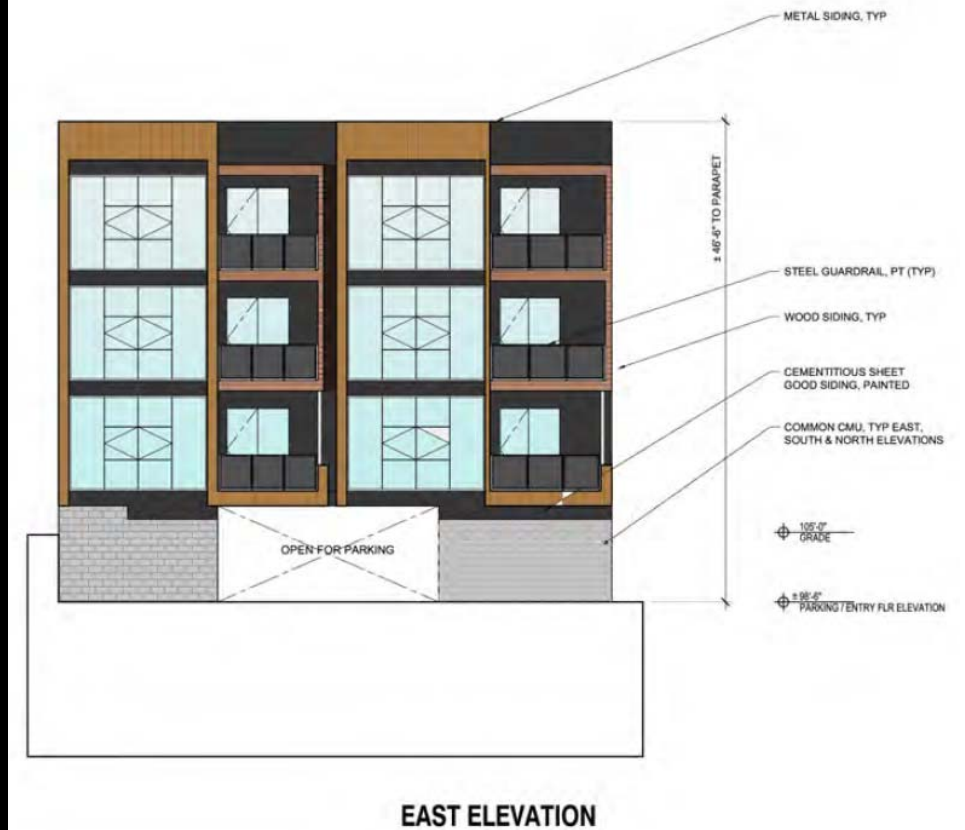 METAL SIDING, TYP
± 46'-6" TO PARAPET
STEEL GUARDRAIL, PT (TYP)
WOOD SIDING, TYP
CEMENTITIOUS SHEET
GOOD SIDING, PAINTED
COMMON CMU, TYP EAST,
SOUTH & NORTH ELEVATIONS
OPEN FOR PARKING
105'-0"
GRADE
± 98'-6"
PARKING / ENTRY FLR ELEVATION
EAST ELEVATION